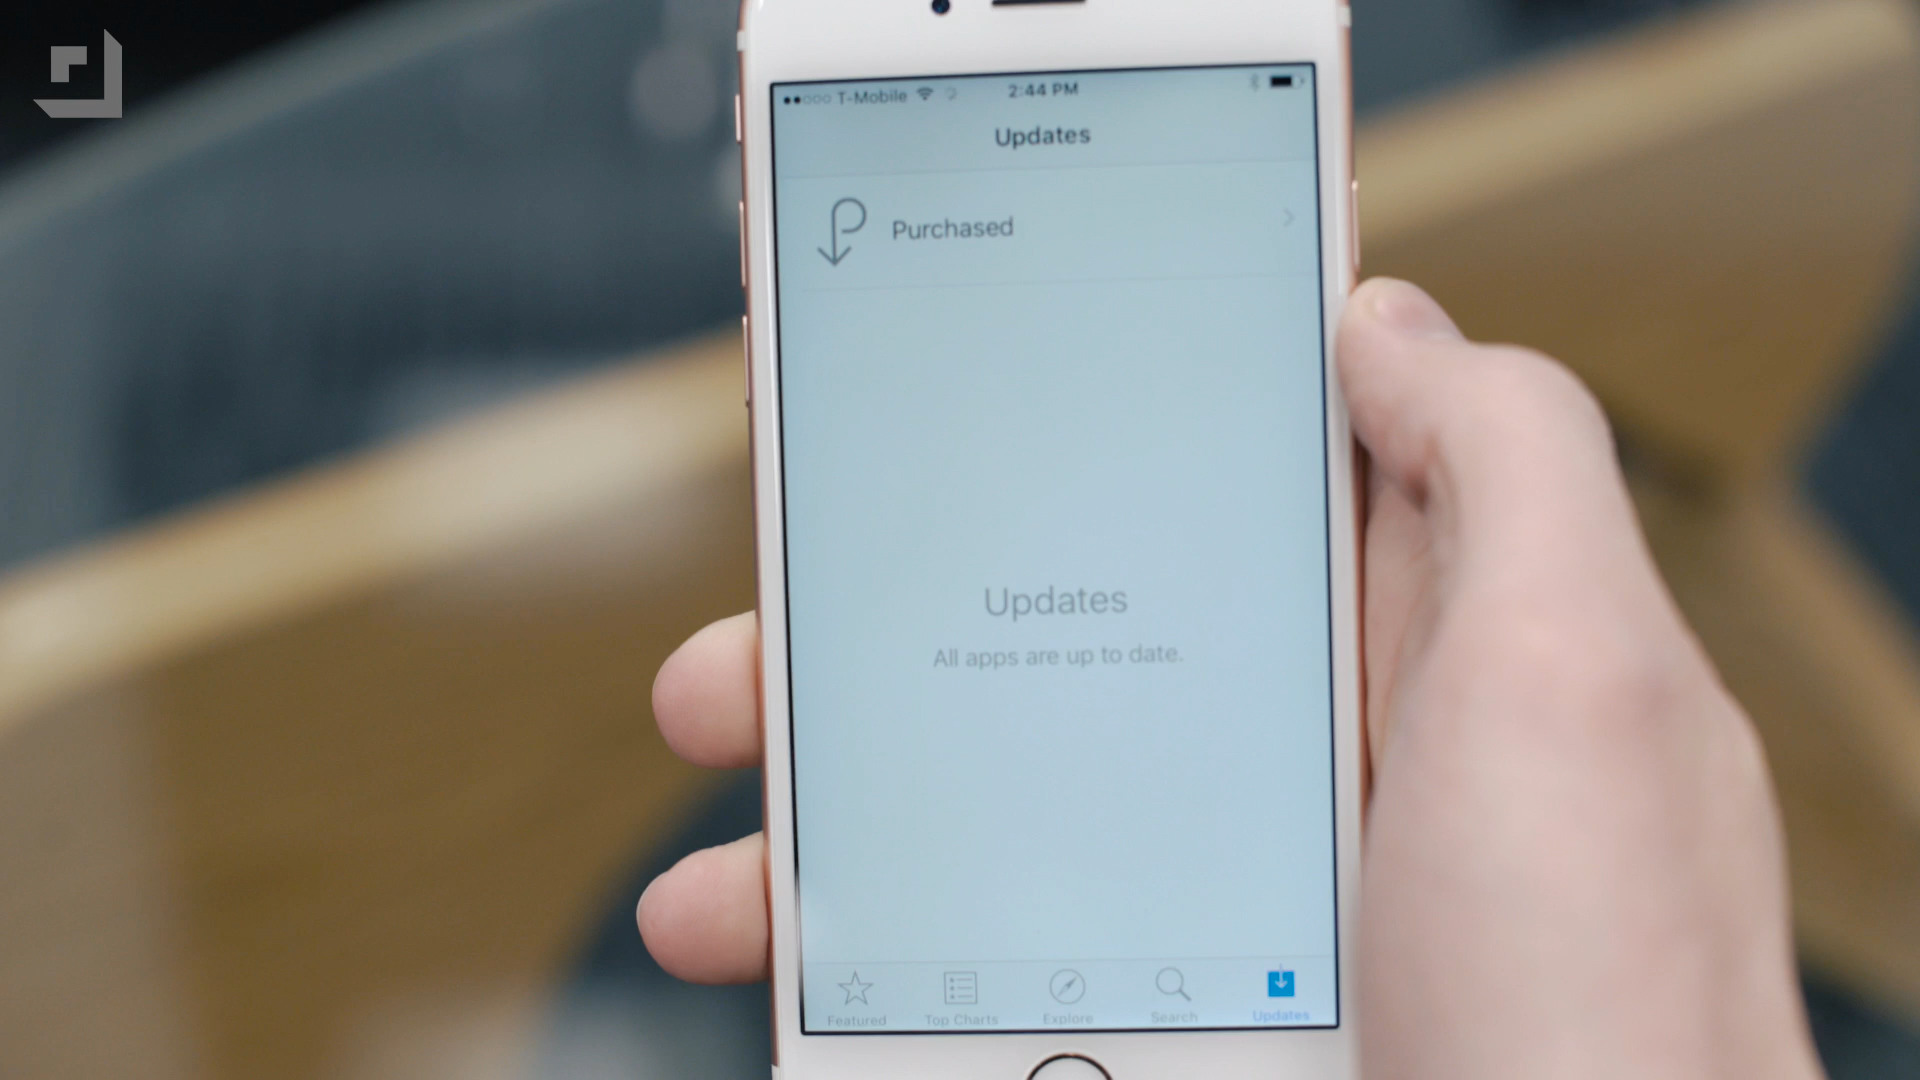 T-Mobile 2:44 PM
Updates
Purchased
Updates
All apps are up to date.
Featured Top Charts Explore Search Updates